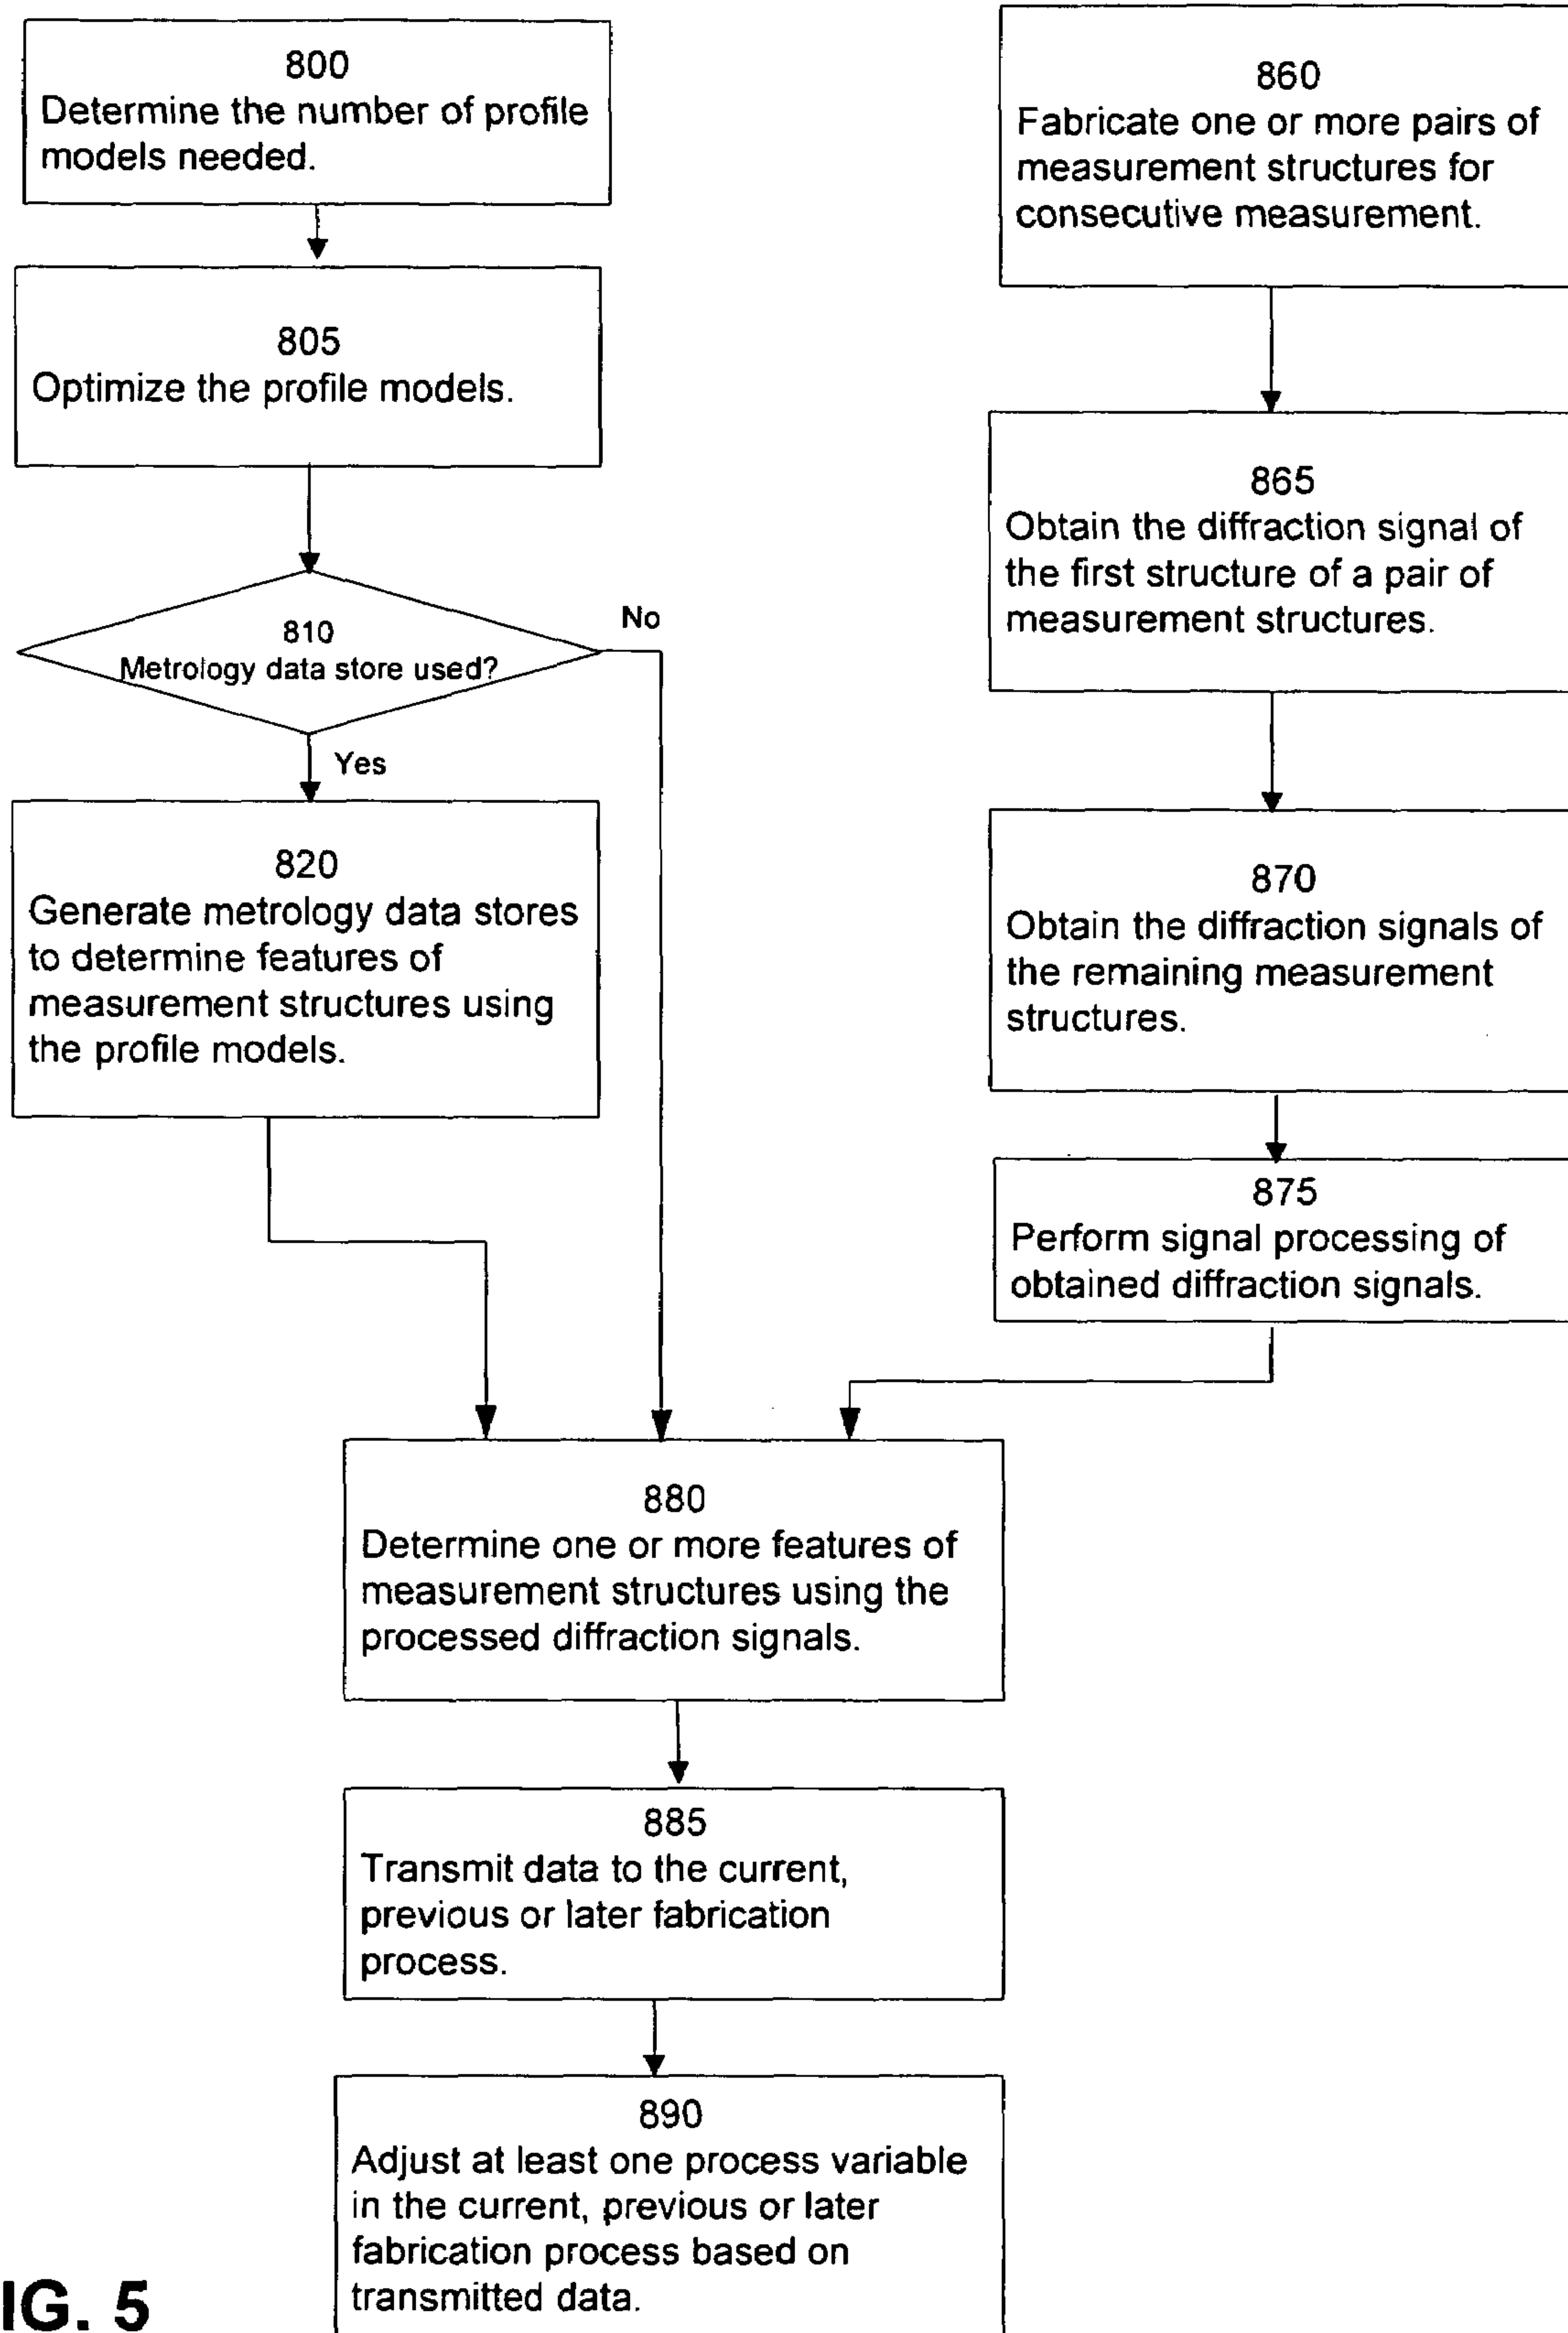 800
Determine the number of profile
models needed.
805
Optimize the profile models.
810
Metrology data store used?
No
Yes
820
Generate metrology data stores
to determine features of
measurement structures using
the profile models.
860
Fabricate one or more pairs of
measurement structures for
consecutive measurement.
865
Obtain the diffraction signal of
the first structure of a pair of
measurement structures.
870
Obtain the diffraction signals of
the remaining measurement
structures.
875
Perform signal processing of
obtained diffraction signals.
880
Determine one or more features of
measurement structures using the
processed diffraction signals.
885
Transmit data to the current,
previous or later fabrication
process.
890
Adjust at least one process variable
in the current, previous or later
fabrication process based on
transmitted data.
IG. 5